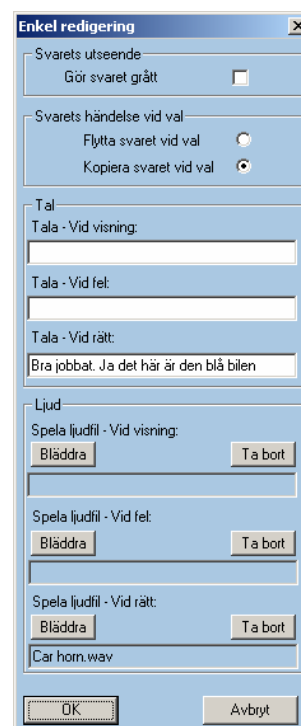 Enkel redigering
Svarets utseende
Gör svaret grått
Svarets händelse vid val
Flytta svaret vid val
Kopiera svaret vid val
Tal
Tala - Vid visning:
Tala - Vid fel:
Tala - Vid rätt:
Bra jobbat. Ja det här är den blå bilen
Ljud
Spela ljudfil - Vid visning:
Bläddra Ta bort
Spela ljudfil - Vid fel:
Bläddra Ta bort
Spela ljudfil - Vid rätt:
Bläddra Ta bort
Car horn.wav
OK Avbryt